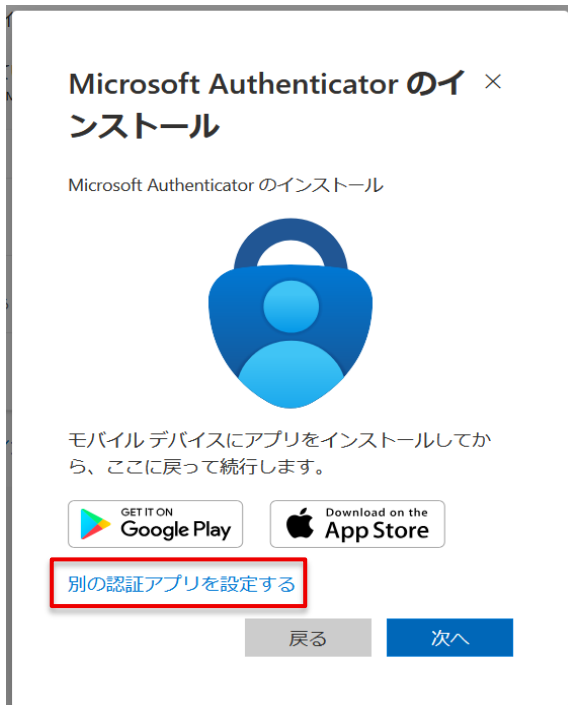 Microsoft Authenticator のイ
ンストール
Microsoft Authenticator のインストール
モバイル デバイスにアプリをインストールしてか
ら、ここに戻って続行します。
GET IT ON
Google Play
Download on the
App Store
別の認証アプリを設定する
戻る
次へ